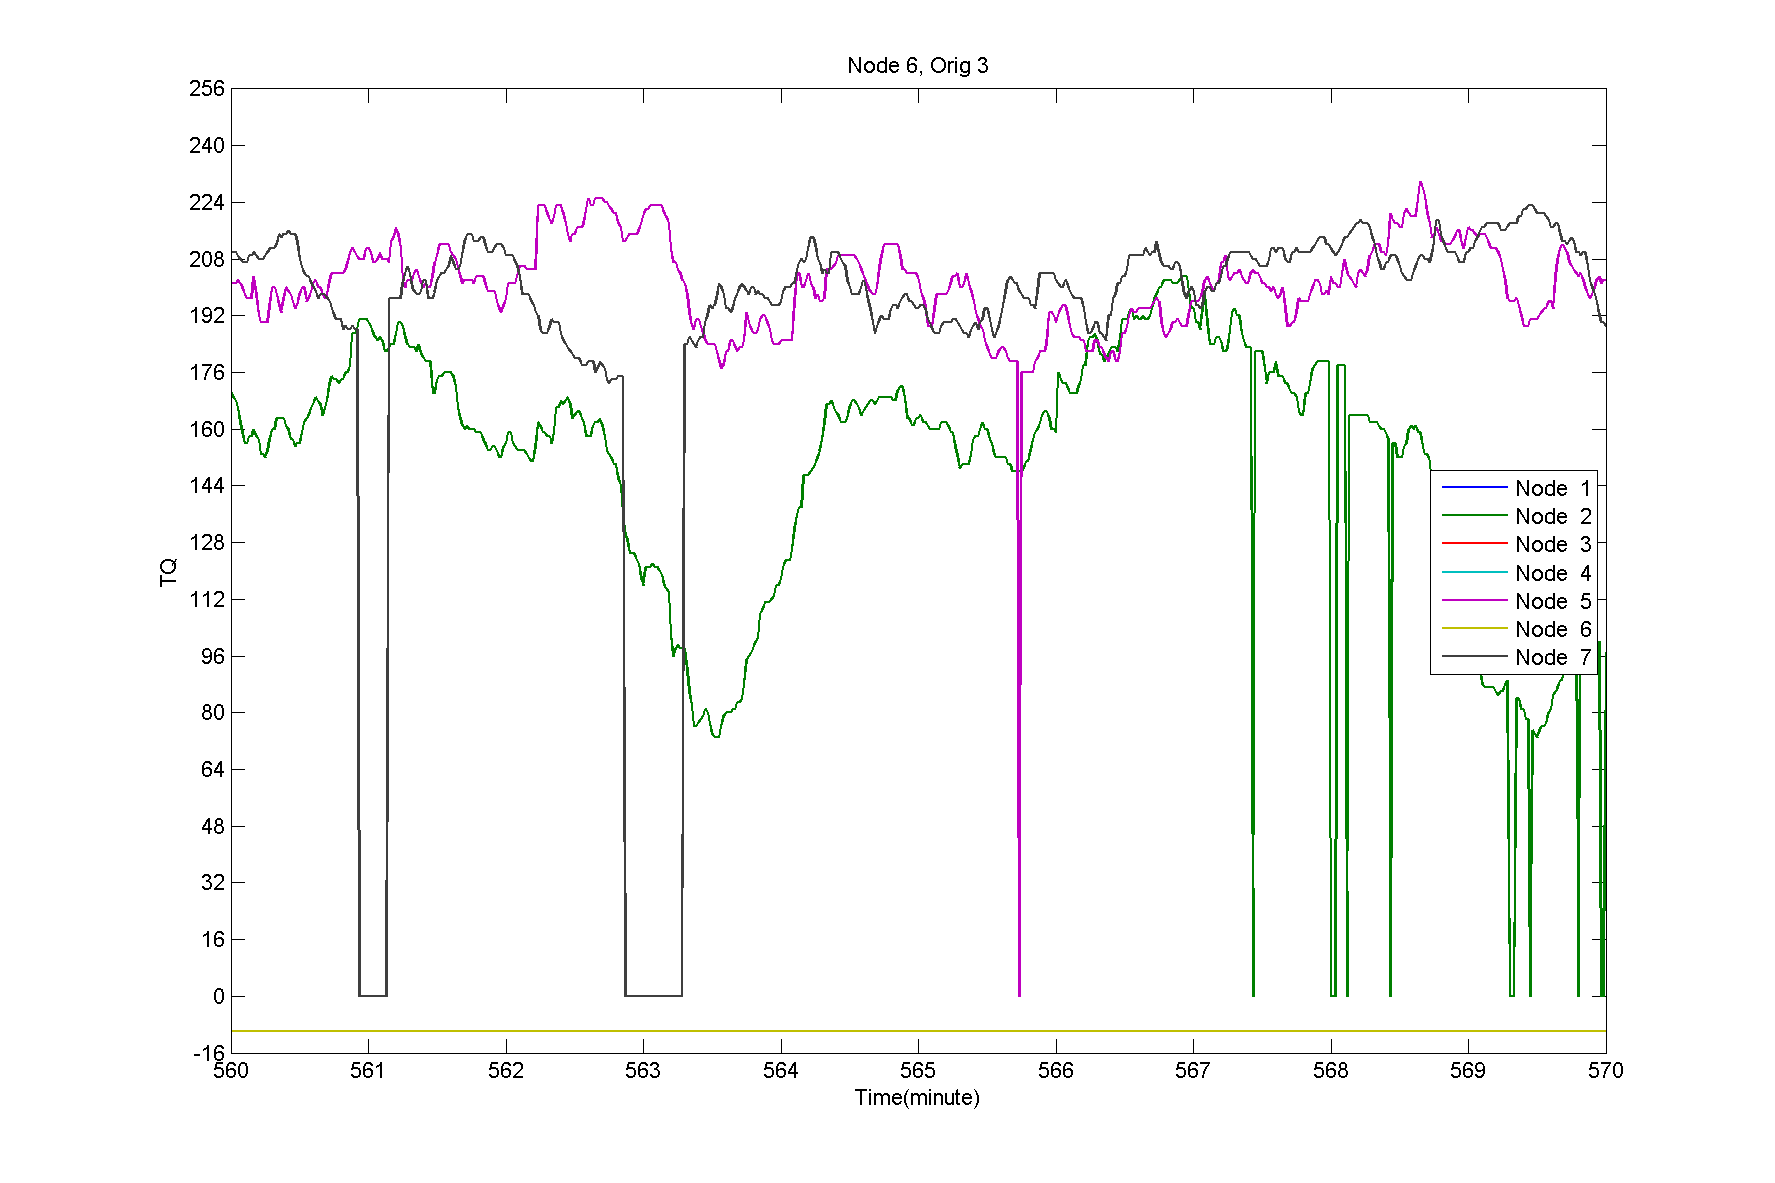 Node 6, Orig 3
256
240
224
208
192
176
160
144
128
112
96
80
64
48
32
16
0
-16
TQ
560 561 562 563 564 565 566 567 568 569 570
Time(minute)
Node 1
Node 2
Node 3
Node 4
Node 5
Node 6
Node 7